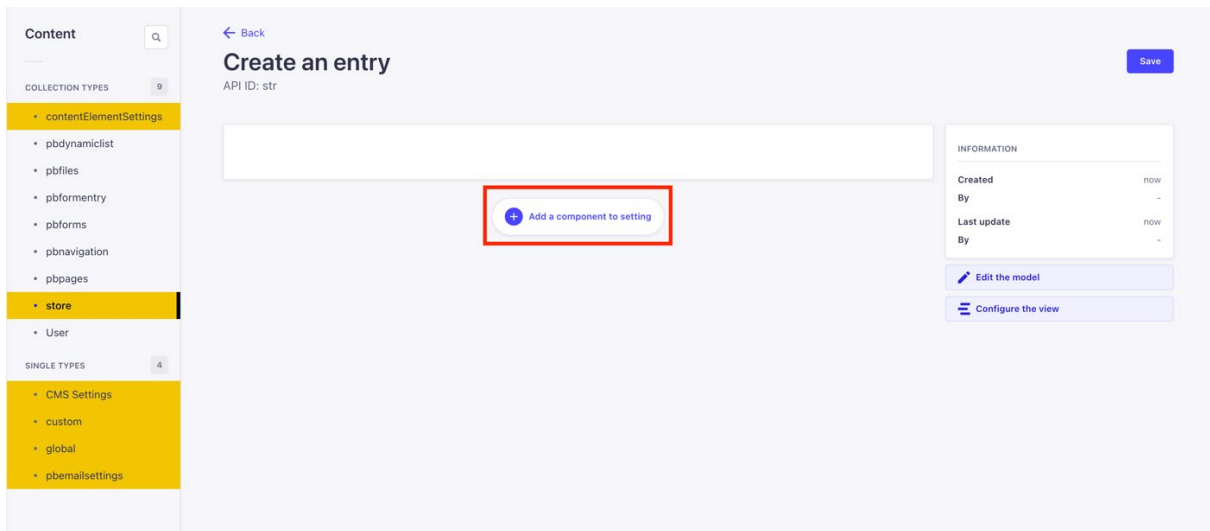 Content
COLLECTION TYPES 9
contentElementSettings
pbdynamiclist
pbfiles
pbformentry
pbforms
pbnavigation
pbpages
store
User
SINGLE TYPES 4
CMS Settings
custom
global
pbemailsettings
Back
Create an entry
API ID: str
Save
Add a component to setting
INFORMATION
Created now
By -
Last update now
By -
Edit the model
Configure the view